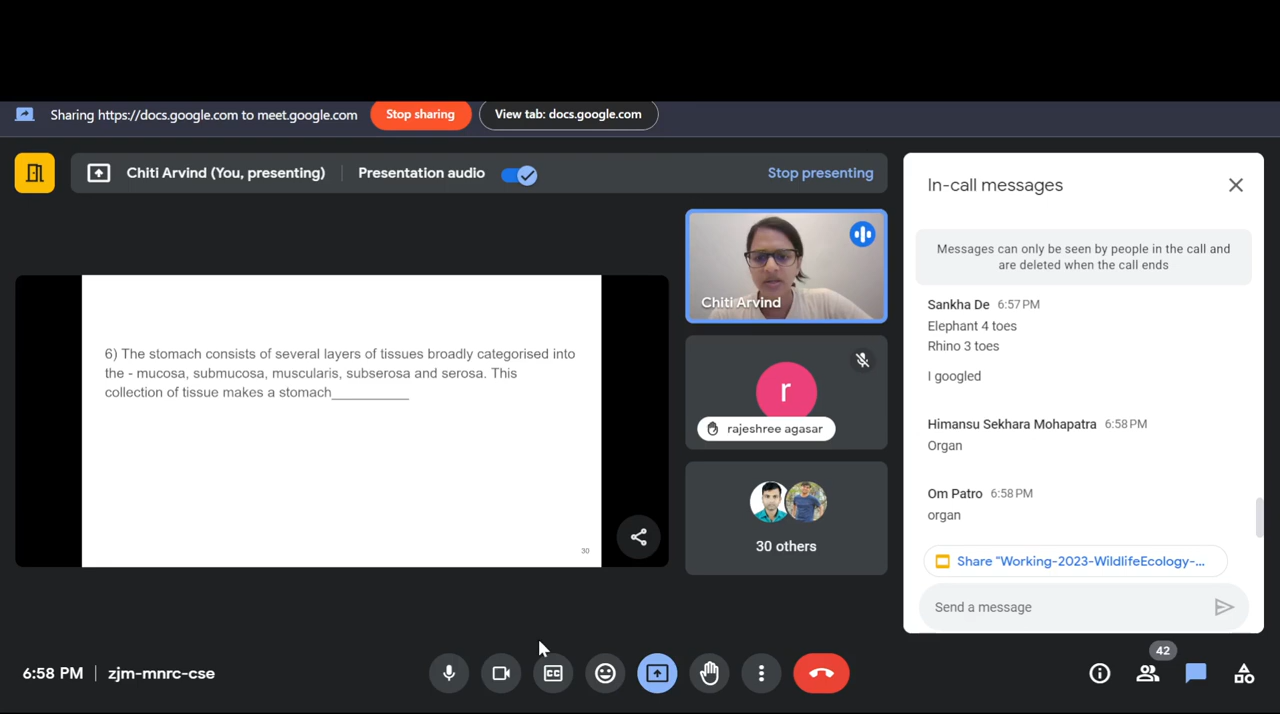 Sharing https://docs.google.com to meet.google.com
Stop sharing
View tab: docs.google.com
Chiti Arvind (You, presenting)
Presentation audio
Stop presenting
6) The stomach consists of several layers of tissues broadly categorised into
the - mucosa, submucosa, muscularis, subserosa and serosa. This
collection of tissue makes a stomach___________
30
Chiti Arvind
r
rajeshree agasar
30 others
In-call messages
Messages can only be seen by people in the call and
are deleted when the call ends
Sankha De 6:57 PM
Elephant 4 toes
Rhino 3 toes
I googled
Himansu Sekhara Mohapatra 6:58 PM
Organ
Om Patro 6:58 PM
organ
Share "Working-2023-WildlifeEcology-...
Send a message
6:58 PM | zjm-mnrc-cse
CC
42